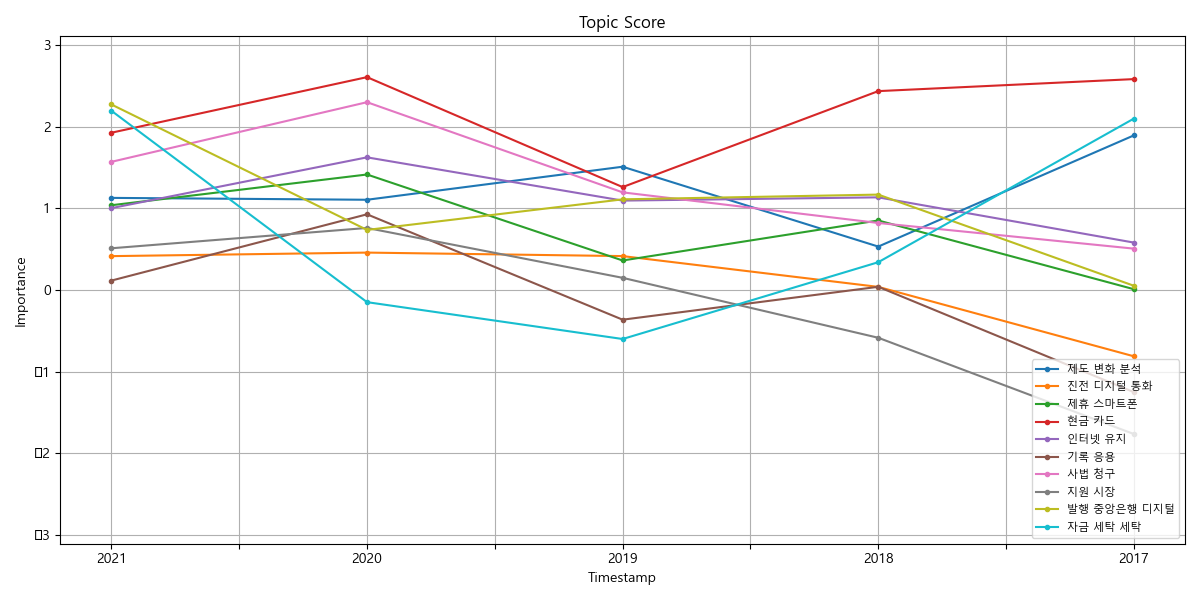 Topic Score
Importance
3
2
1
0
▯1
▯2
▯3
2021
2020
2019
2018
2017
Timestamp
제도 변화 분석
진전 디지털 통화
제휴 스마트폰
현금 카드
인터넷 유지
기록 응용
사법 청구
지원 시장
발행 중앙은행 디지털
자금 세탁 세탁